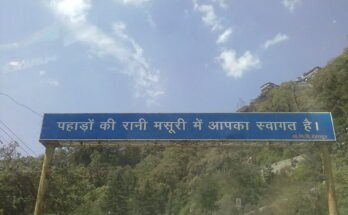 पहाड़ों की रानी मसूरी में आपका स्वागत है।